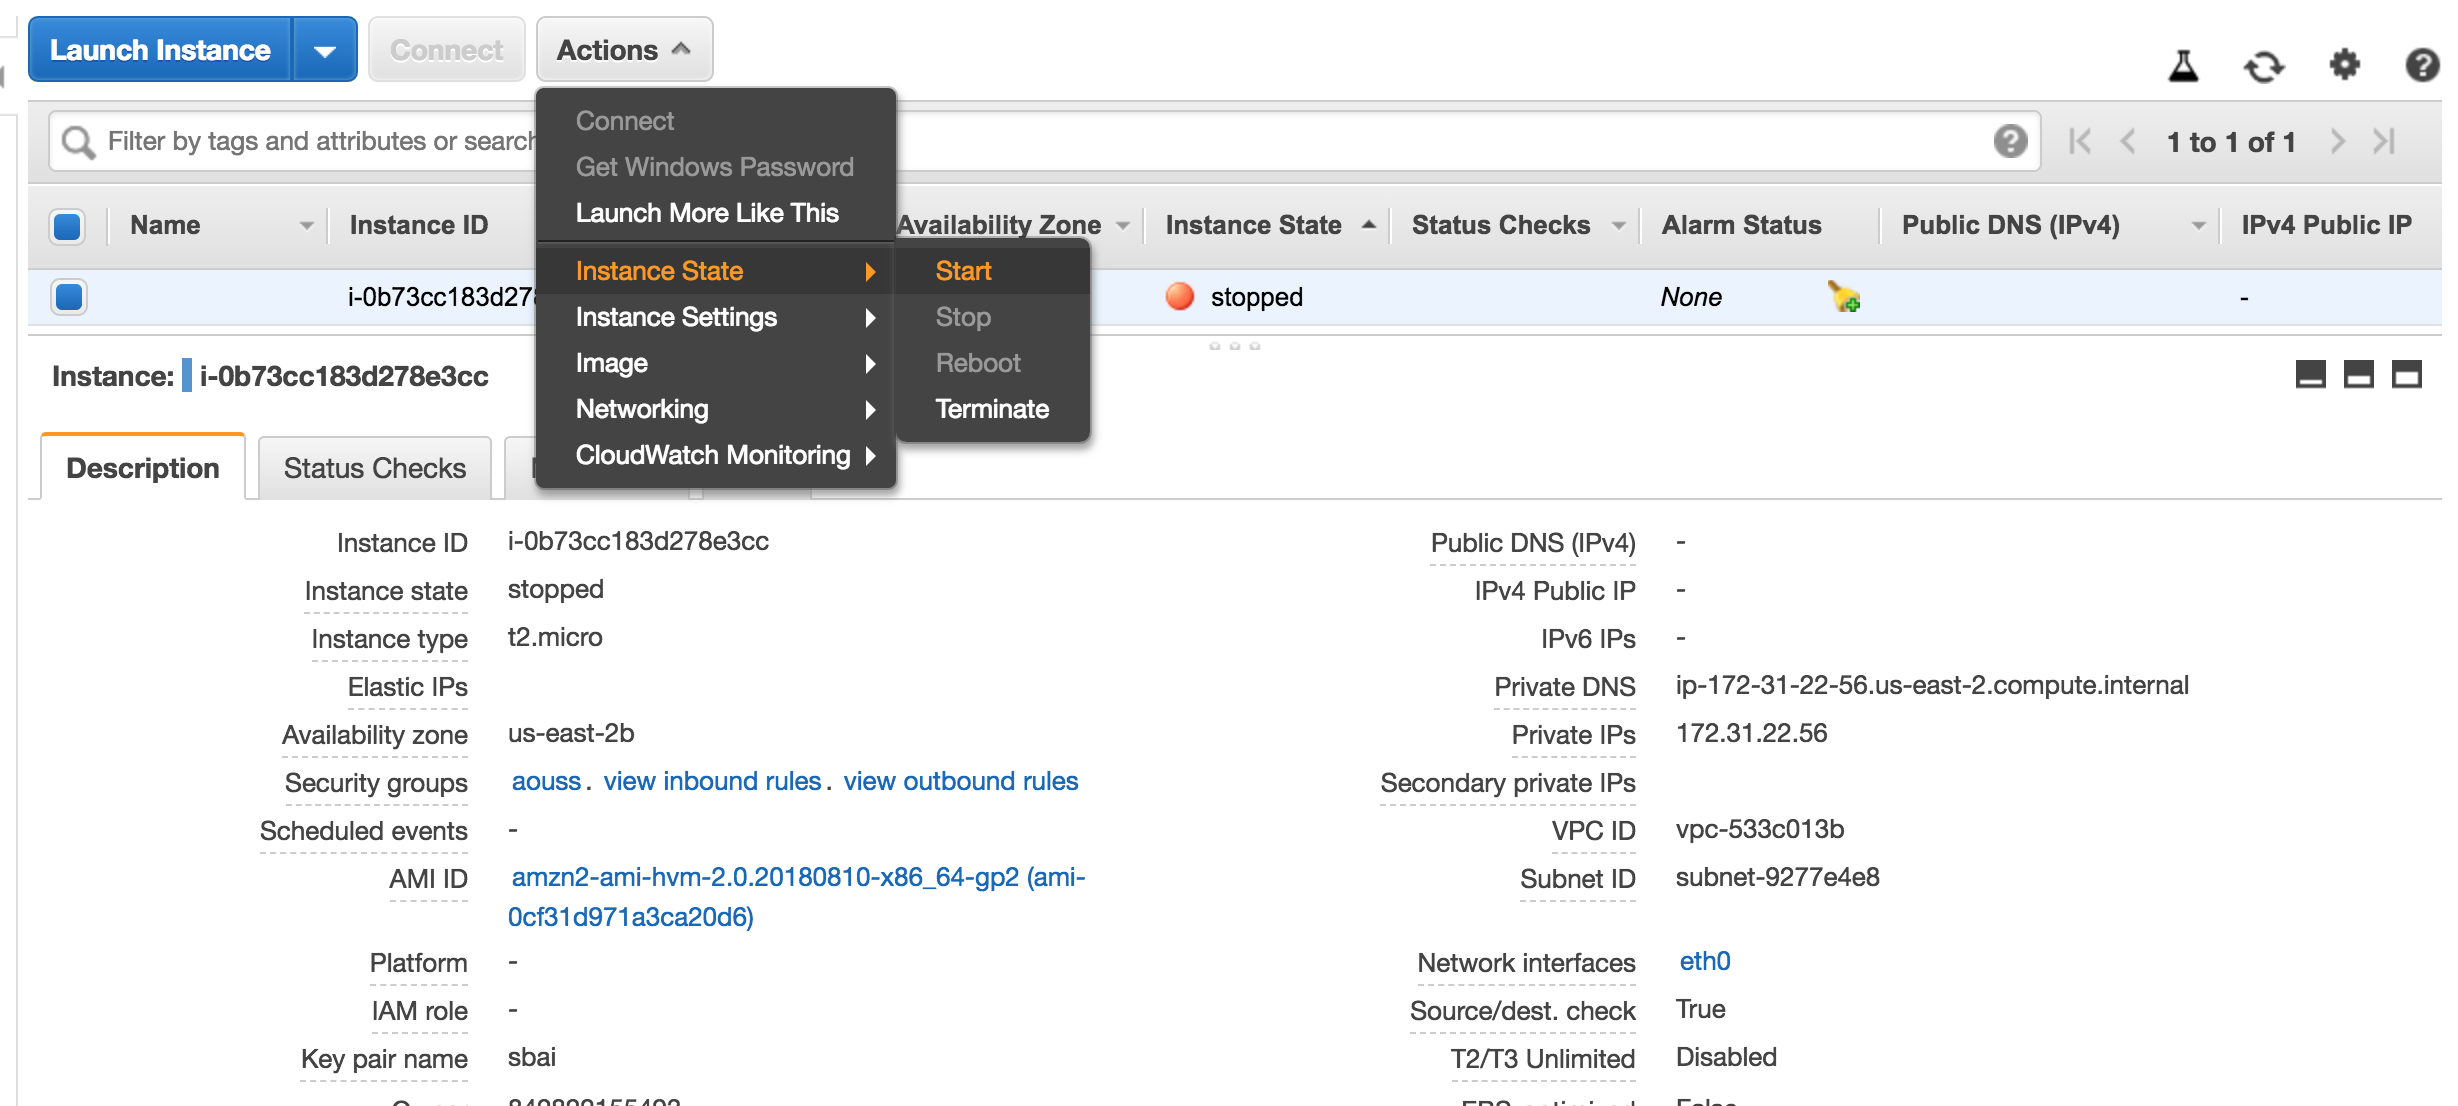 Launch Instance
Connect
Actions
Connect
Get Windows Password
Launch More Like This
Instance State
Instance Settings
Image
Networking
CloudWatch Monitoring
Start
Stop
Reboot
Terminate
Filter by tags and attributes or search
1 to 1 of 1
Name Instance ID Availability Zone Instance State Status Checks Alarm Status Public DNS (IPv4) IPv4 Public IP
i-0b73cc183d278 stopped None -
Instance: i-0b73cc183d278e3cc
Description Status Checks
Instance ID i-0b73cc183d278e3cc
Instance state stopped
Instance type t2.micro
Elastic IPs
Availability zone us-east-2b
Security groups aouss. view inbound rules. view outbound rules
Scheduled events -
AMI ID amzn2-ami-hvm-2.0.20180810-x86_64-gp2 (ami-
0cf31d971a3ca20d6)
Platform -
IAM role -
Key pair name sbai
Public DNS (IPv4) -
IPv4 Public IP -
IPv6 IPs -
Private DNS ip-172-31-22-56.us-east-2.compute.internal
Private IPs 172.31.22.56
Secondary private IPs
VPC ID vpc-533c013b
Subnet ID subnet-9277e4e8
Network interfaces eth0
Source/dest. check True
T2/T3 Unlimited Disabled